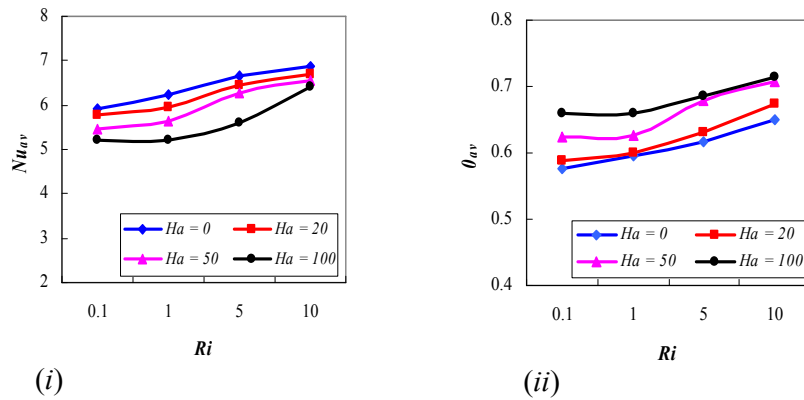 8
7
6
5
4
3
2
Nu_av
0.1 1 5 10
Ri
Ha = 0 Ha = 20
Ha = 50 Ha = 100
(i)
0.8
0.7
0.6
0.5
0.4
θ_av
0.1 1 5 10
Ri
Ha = 0 Ha = 20
Ha = 50 Ha = 100
(ii)